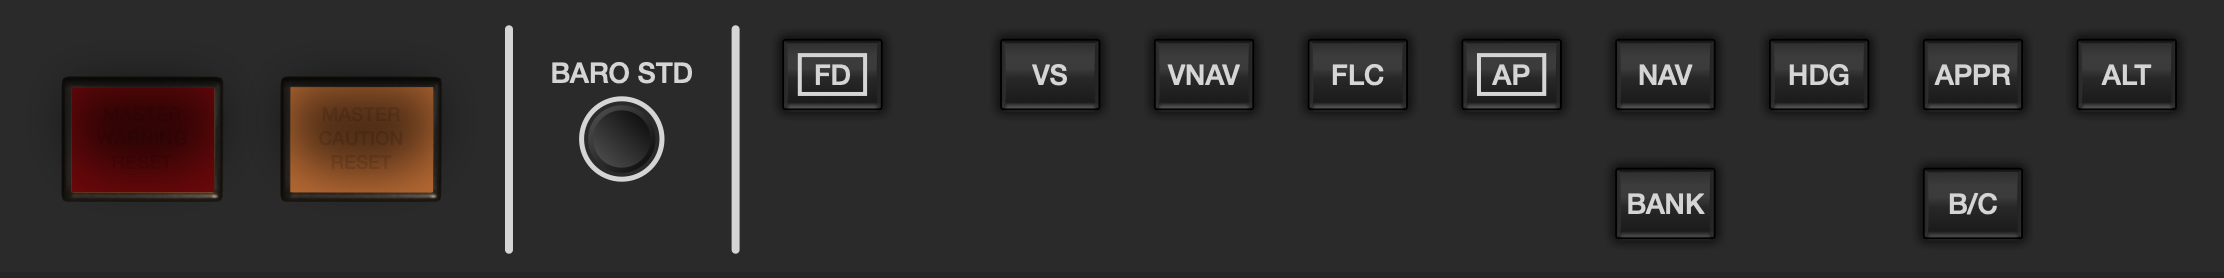 MASTER
WARNING
RESET
MASTER
CAUTION
RESET
BARO STD
FD
VS
VNAV
FLC
AP
NAV
HDG
APPR
ALT
BANK
B/C